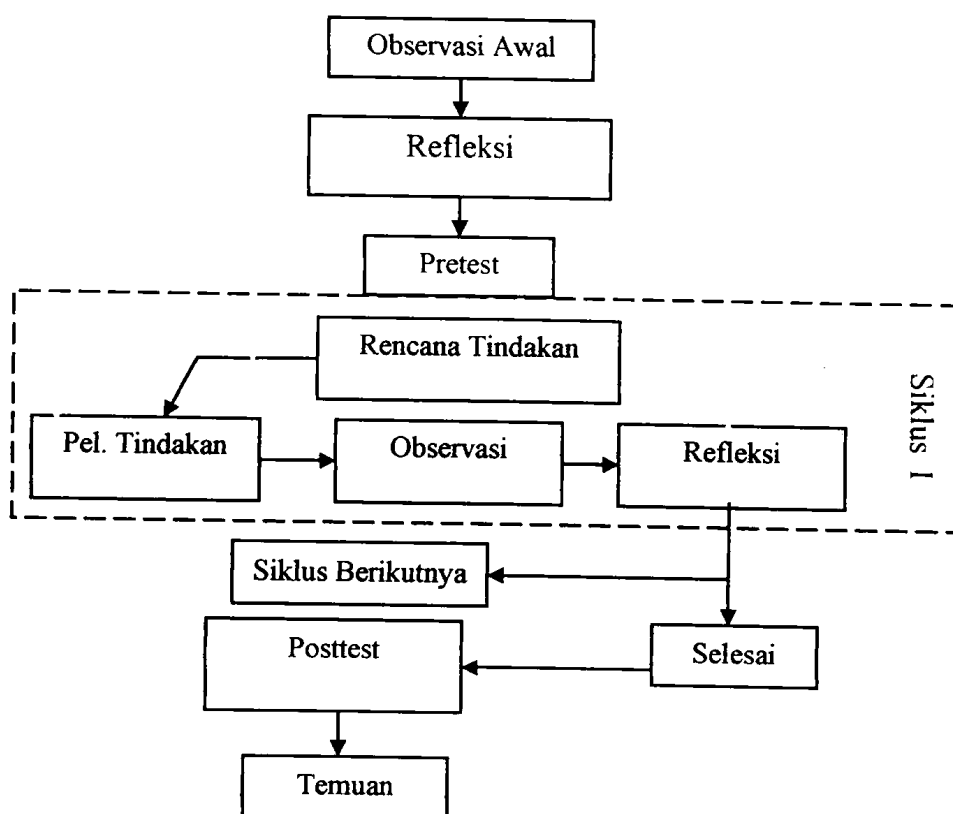 Observasi Awal
Refleksi
Pretest
Rencana Tindakan
Pel. Tindakan
Observasi
Refleksi
Siklus I
Siklus Berikutnya
Selesai
Posttest
Temuan